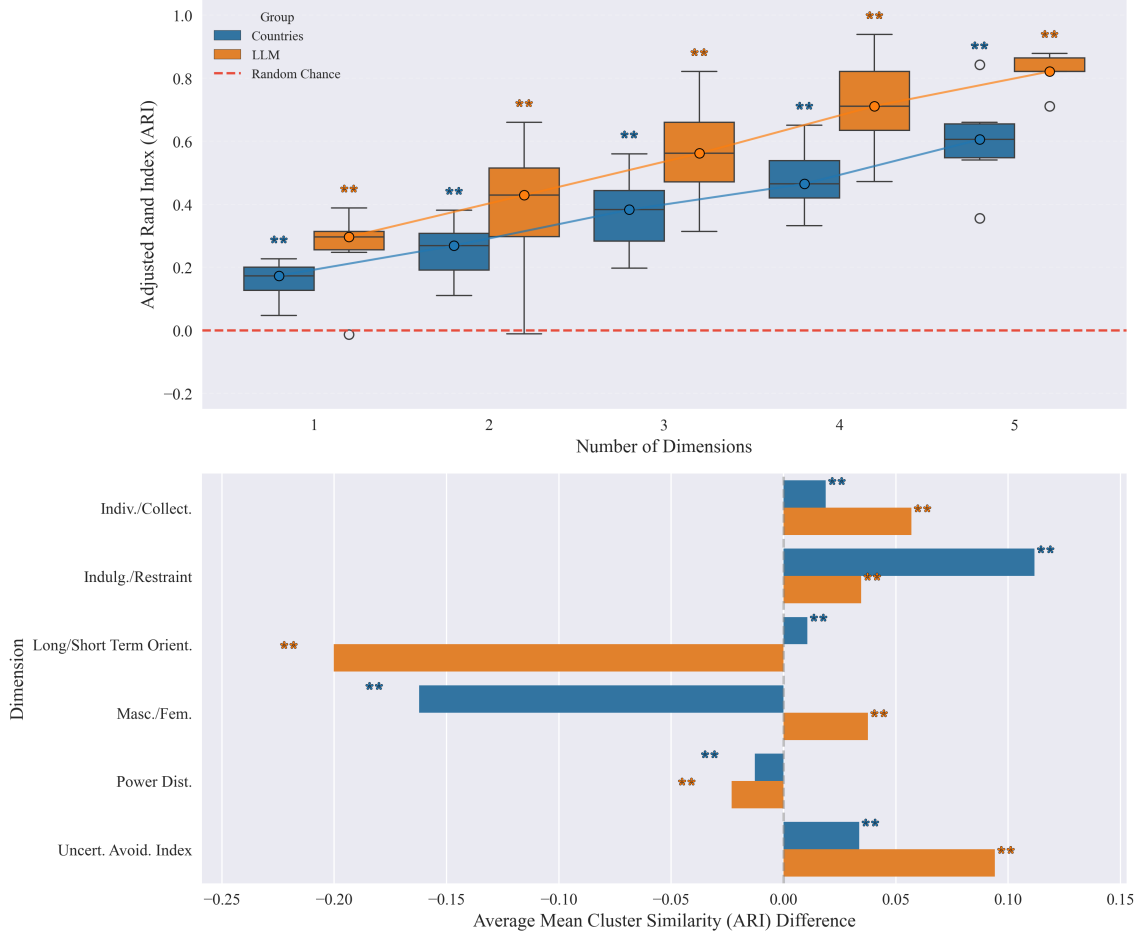 Group
Countries
LLM
Random Chance
Adjusted Rand Index (ARI)
1.0
0.8
0.6
0.4
0.2
0.0
−0.2
** ** ** ** ** ** ** ** ** **
1 2 3 4 5
Number of Dimensions
Dimension
Indiv./Collect.
** **
Indulg./Restraint
** **
Long/Short Term Orient.
** **
Masc./Fem.
** **
Power Dist.
** **
Uncert. Avoid. Index
** **
−0.25 −0.20 −0.15 −0.10 −0.05 0.00 0.05 0.10 0.15
Average Mean Cluster Similarity (ARI) Difference